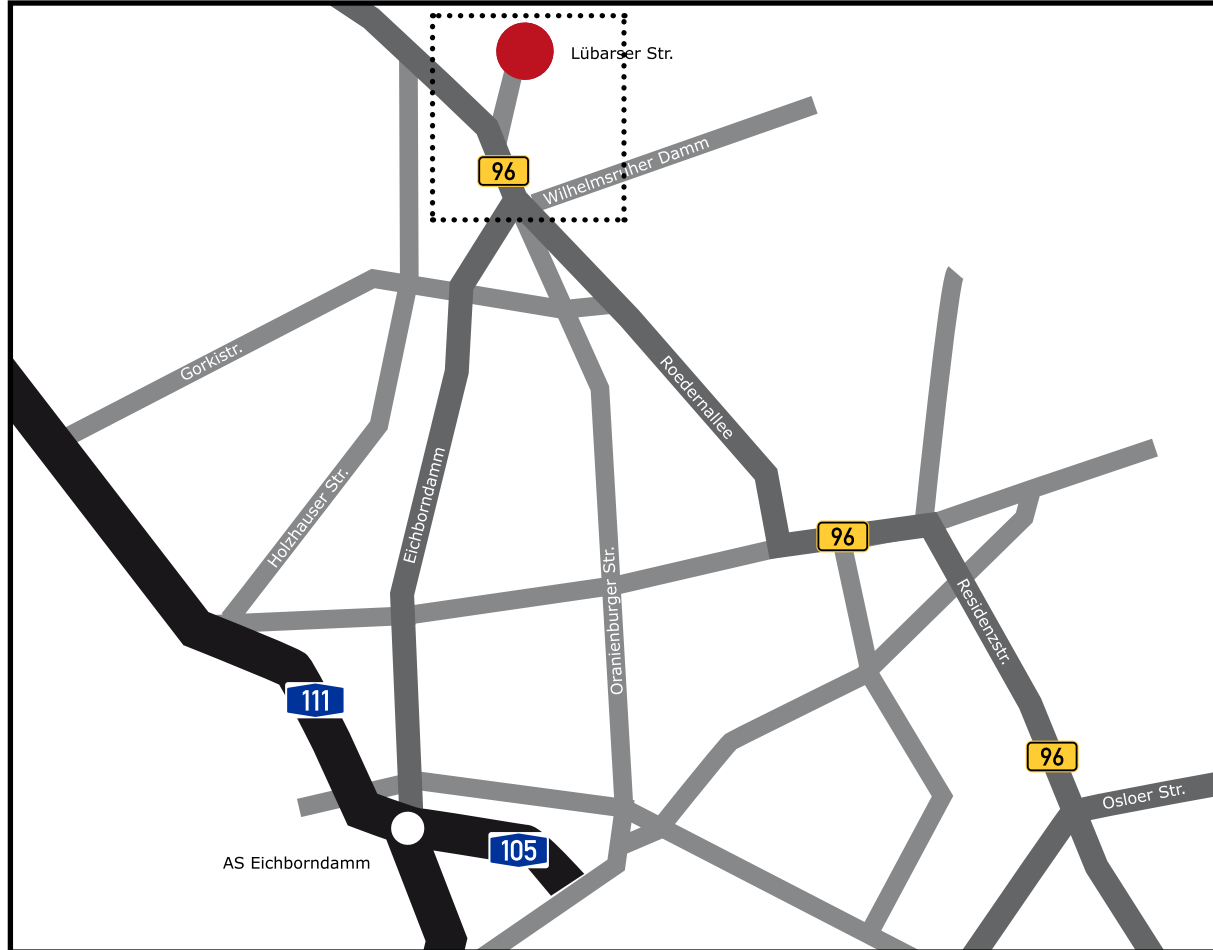 Lübarser Str.
Wilhelmsruher Damm
96
Gorkistr.
Roedernallee
Holzhauser Str.
Eichborndamm
96
Oranienburger Str.
Residenzstr.
111
96
Osloer Str.
105
AS Eichborndamm